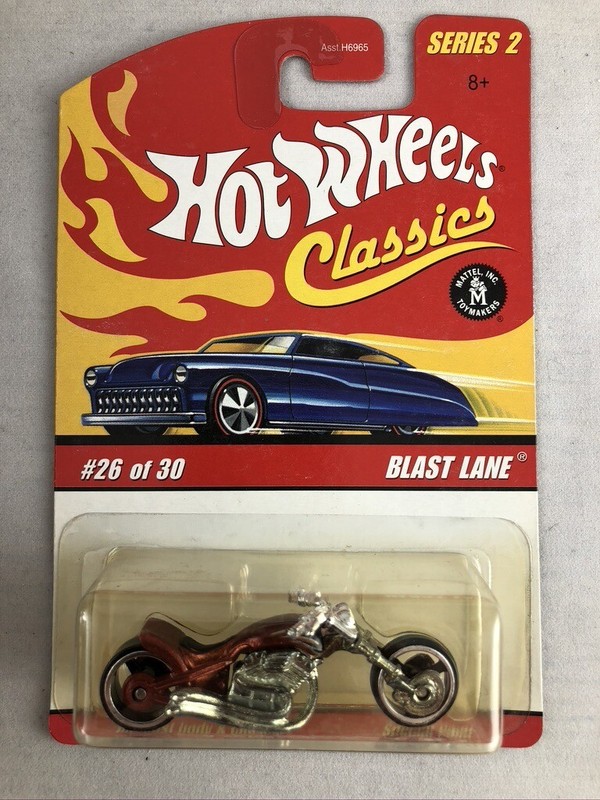 Asst.H6965
SERIES 2
8+
HOT WHEELS®
Classics
MATTEL, INC.
M
TOYMAKERS
®
#26 of 30
BLAST LANE®